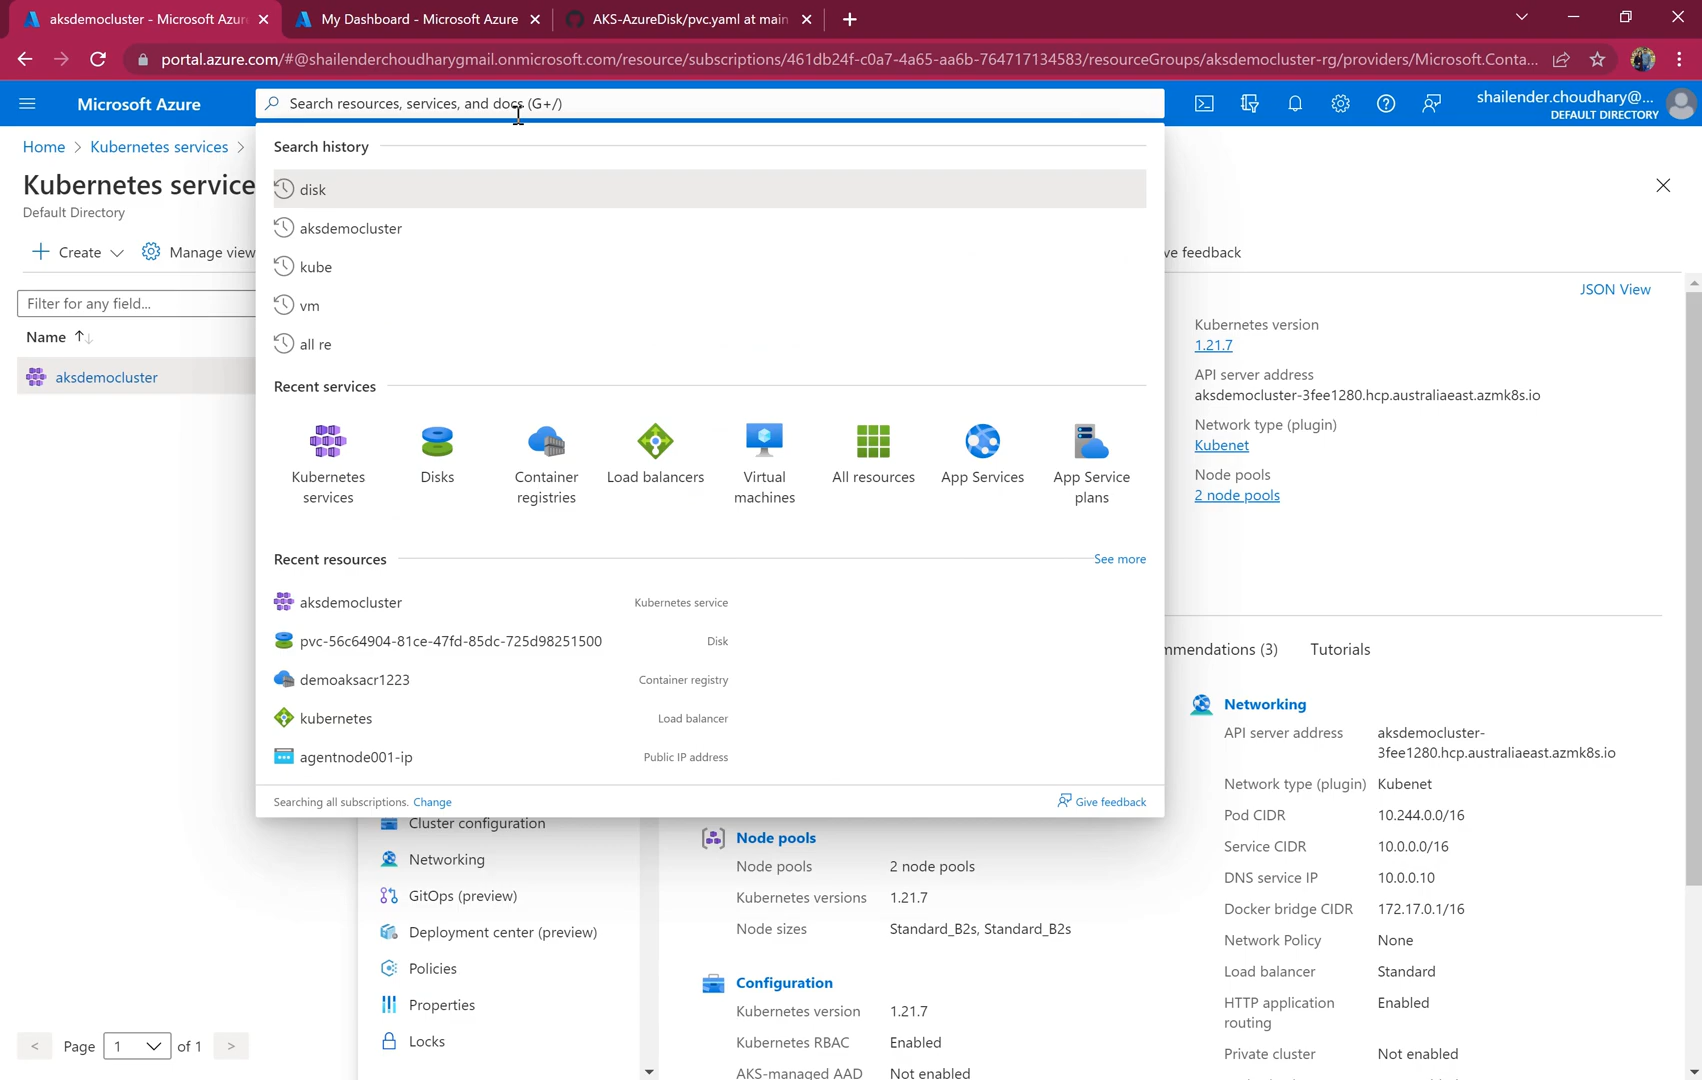 aksdemocluster - Microsoft Azur
My Dashboard - Microsoft Azure
AKS-AzureDisk/pvc.yaml at main
portal.azure.com/#@shailenderchoudharygmail.onmicrosoft.com/resource/subscriptions/461db24f-c0a7-4a65-aa6b-764717134583/resourceGroups/aksdemocluster-rg/providers/Microsoft.Conta...
Microsoft Azure
Search resources, services, and docs (G+/)
shailender.choudhary@...
DEFAULT DIRECTORY
Home > Kubernetes services >
Kubernetes service
Default Directory
+ Create
Manage view
Filter for any field...
Name
aksdemocluster
< Page 1 of 1 >
Search history
disk
aksdemocluster
kube
vm
all re
Recent services
Kubernetes services
Disks
Container registries
Load balancers
Virtual machines
All resources
App Services
App Service plans
Recent resources
See more
aksdemocluster Kubernetes service
pvc-56c64904-81ce-47fd-85dc-725d98251500 Disk
demoaksacr1223 Container registry
kubernetes Load balancer
agentnode001-ip Public IP address
Searching all subscriptions. Change
Give feedback
ve feedback
JSON View
Kubernetes version
1.21.7
API server address
aksdemocluster-3fee1280.hcp.australiaeast.azmk8s.io
Network type (plugin)
Kubenet
Node pools
2 node pools
mmendations (3)
Tutorials
Cluster configuration
Networking
GitOps (preview)
Deployment center (preview)
Policies
Properties
Locks
Node pools
Node pools 2 node pools
Kubernetes versions 1.21.7
Node sizes Standard_B2s, Standard_B2s
Configuration
Kubernetes version 1.21.7
Kubernetes RBAC Enabled
AKS-managed AAD Not enabled
Networking
API server address aksdemocluster-
3fee1280.hcp.australiaeast.azmk8s.io
Network type (plugin) Kubenet
Pod CIDR 10.244.0.0/16
Service CIDR 10.0.0.0/16
DNS service IP 10.0.0.10
Docker bridge CIDR 172.17.0.1/16
Network Policy None
Load balancer Standard
HTTP application Enabled
routing
Private cluster Not enabled